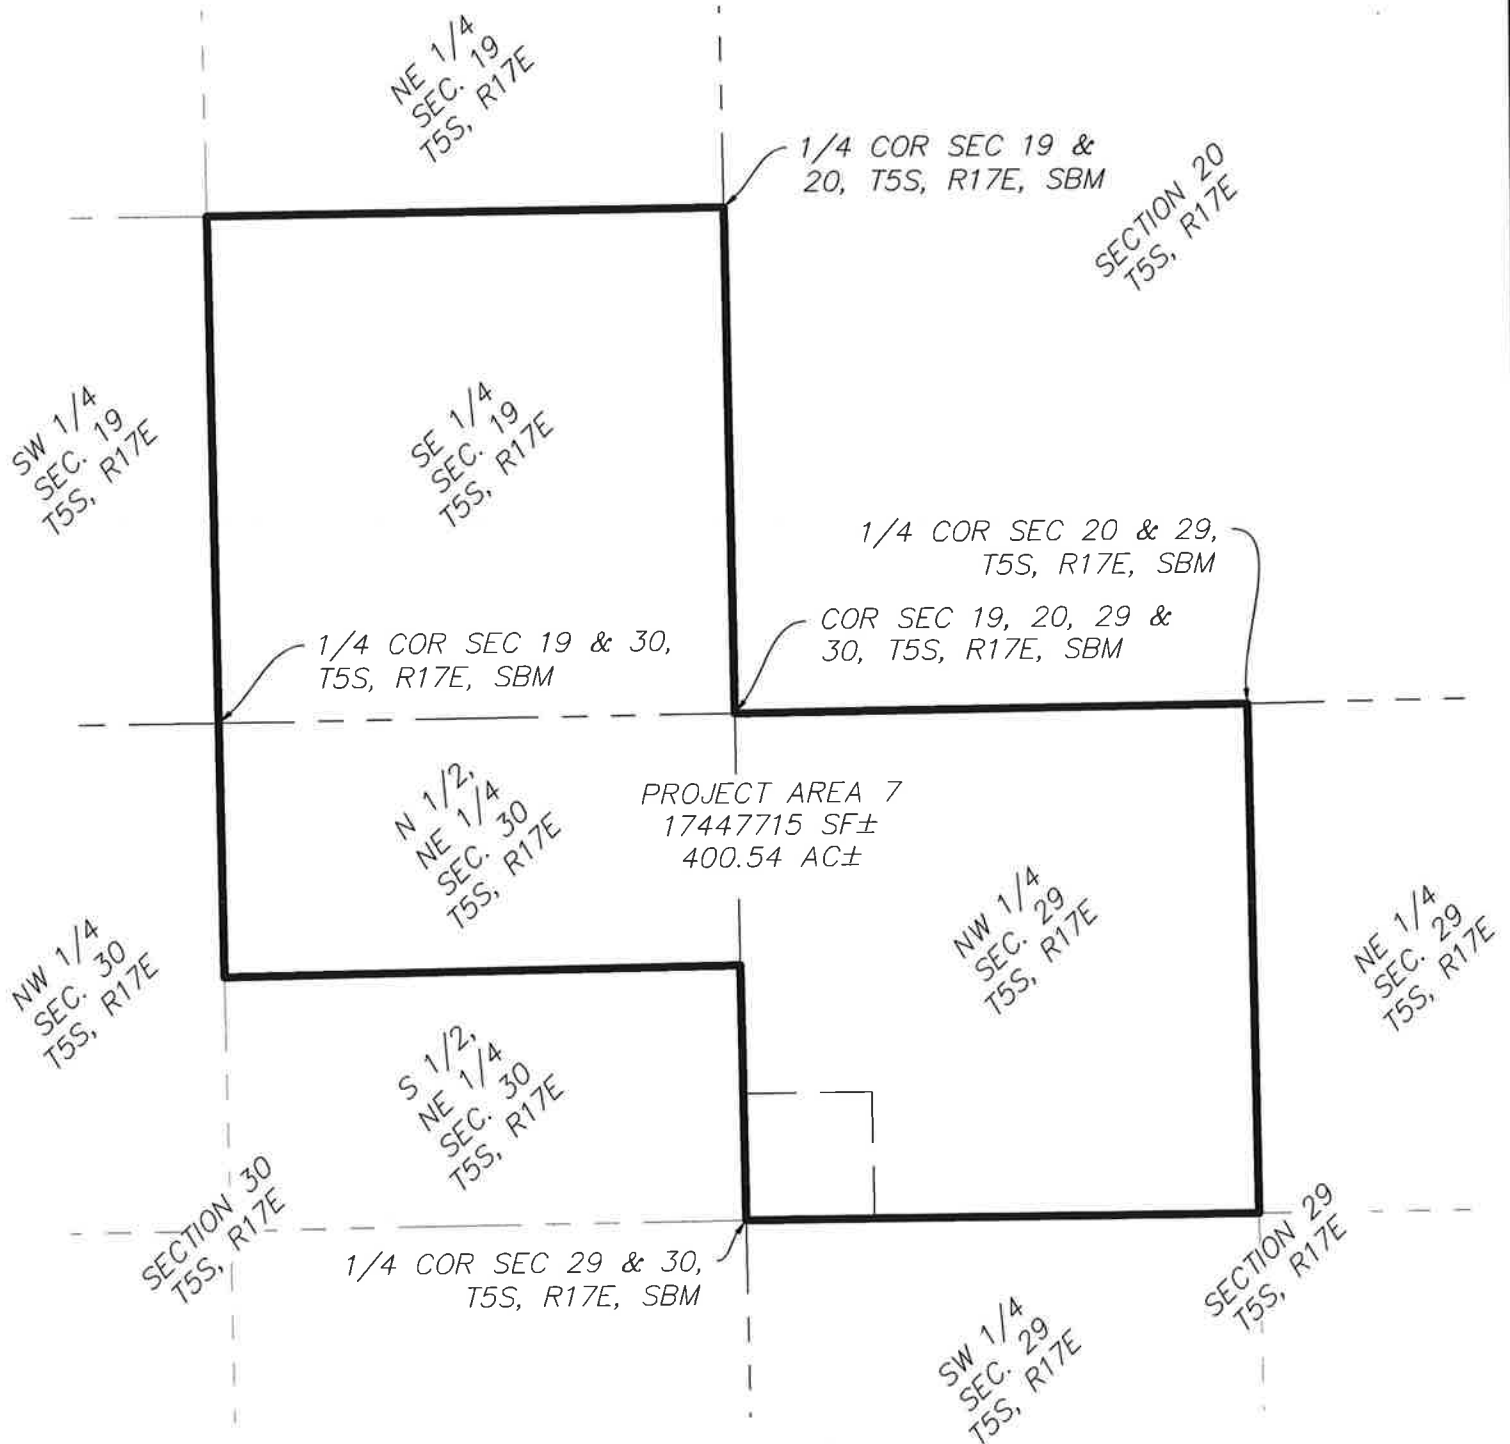 NE 1/4
SEC. 19
T5S, R17E
1/4 COR SEC 19 &
20, T5S, R17E, SBM
SECTION 20
T5S, R17E
SW 1/4
SEC. 19
T5S, R17E
SE 1/4
SEC. 19
T5S, R17E
1/4 COR SEC 20 & 29,
T5S, R17E, SBM
COR SEC 19, 20, 29 &
30, T5S, R17E, SBM
1/4 COR SEC 19 & 30,
T5S, R17E, SBM
N 1/2,
NE 1/4
SEC. 30
T5S, R17E
PROJECT AREA 7
17447715 SF±
400.54 AC±
NW 1/4
SEC. 29
T5S, R17E
NE 1/4
SEC. 29
T5S, R17E
NW 1/4
SEC. 30
T5S, R17E
S 1/2,
NE 1/4
SEC. 30
T5S, R17E
SECTION 30
T5S, R17E
1/4 COR SEC 29 & 30,
T5S, R17E, SBM
SECTION 29
T5S, R17E
SW 1/4
SEC. 29
T5S, R17E